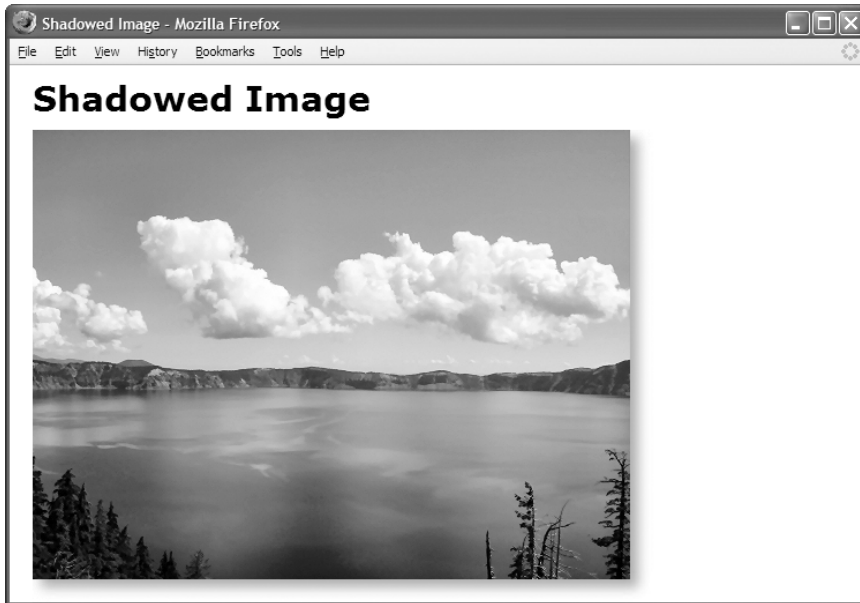 Shadowed Image - Mozilla Firefox
File Edit View History Bookmarks Tools Help
Shadowed Image